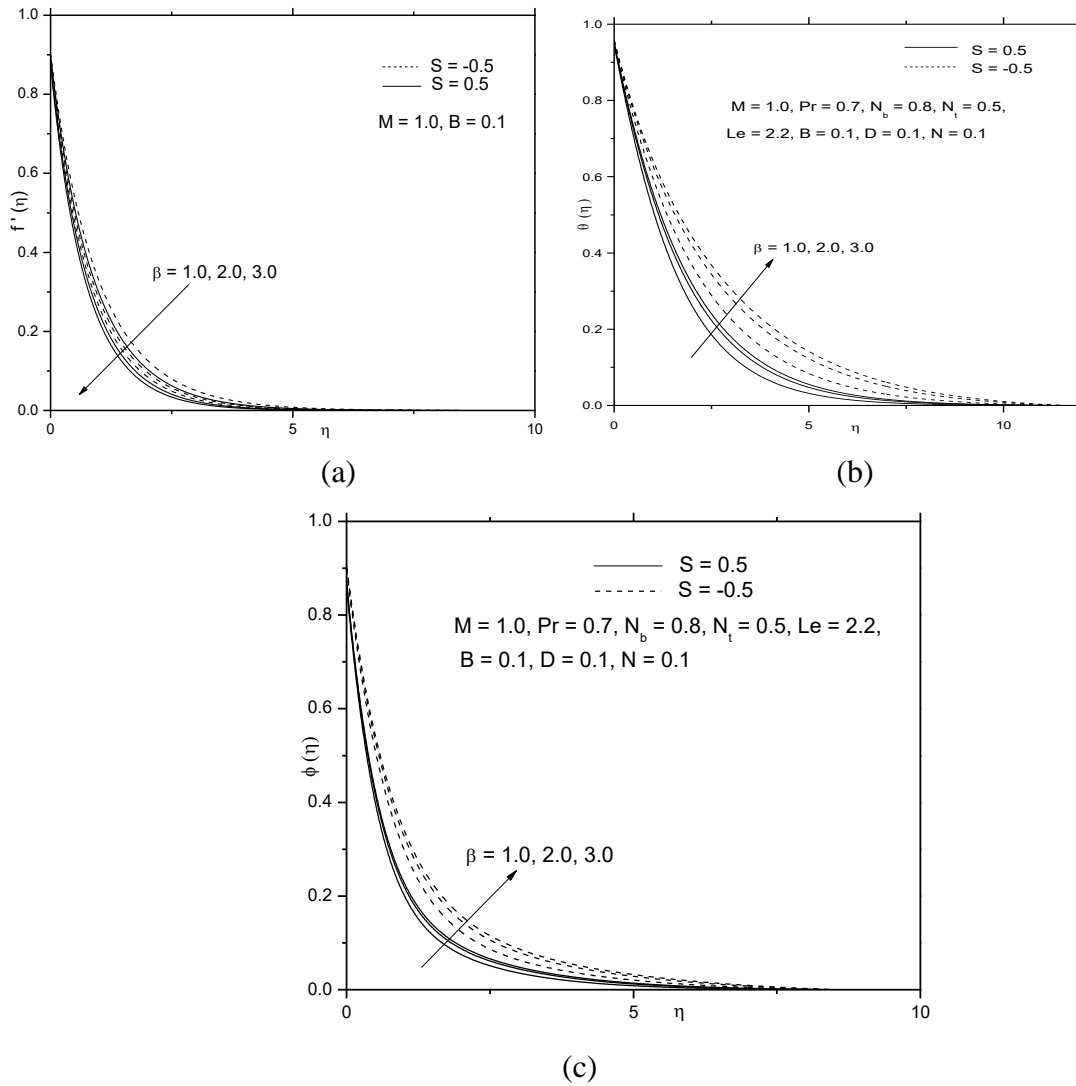 1.0
0.8
0.6
0.4
0.2
0.0
0
5
10
f ' (η)
η
S = -0.5
S = 0.5
M = 1.0, B = 0.1
β = 1.0, 2.0, 3.0
(a)
1.0
0.8
0.6
0.4
0.2
0.0
0
5
10
θ (η)
η
S = 0.5
S = -0.5
M = 1.0, Pr = 0.7, N_b = 0.8, N_t = 0.5,
Le = 2.2, B = 0.1, D = 0.1, N = 0.1
β = 1.0, 2.0, 3.0
(b)
1.0
0.8
0.6
0.4
0.2
0.0
0
5
10
ϕ (η)
η
S = 0.5
S = -0.5
M = 1.0, Pr = 0.7, N_b = 0.8, N_t = 0.5, Le = 2.2,
B = 0.1, D = 0.1, N = 0.1
β = 1.0, 2.0, 3.0
(c)